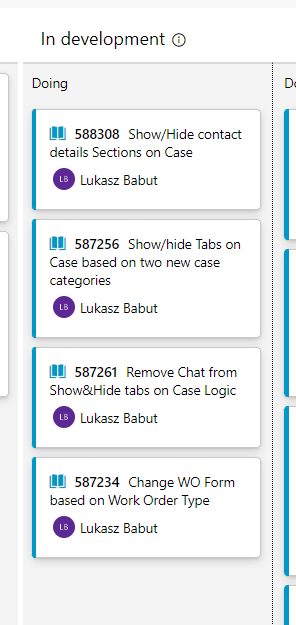 In development
Doing
588308 Show/Hide contact
details Sections on Case
LB Lukasz Babut
587256 Show/hide Tabs on
Case based on two new case
categories
LB Lukasz Babut
587261 Remove Chat from
Show&Hide tabs on Case Logic
LB Lukasz Babut
587234 Change WO Form
based on Work Order Type
LB Lukasz Babut